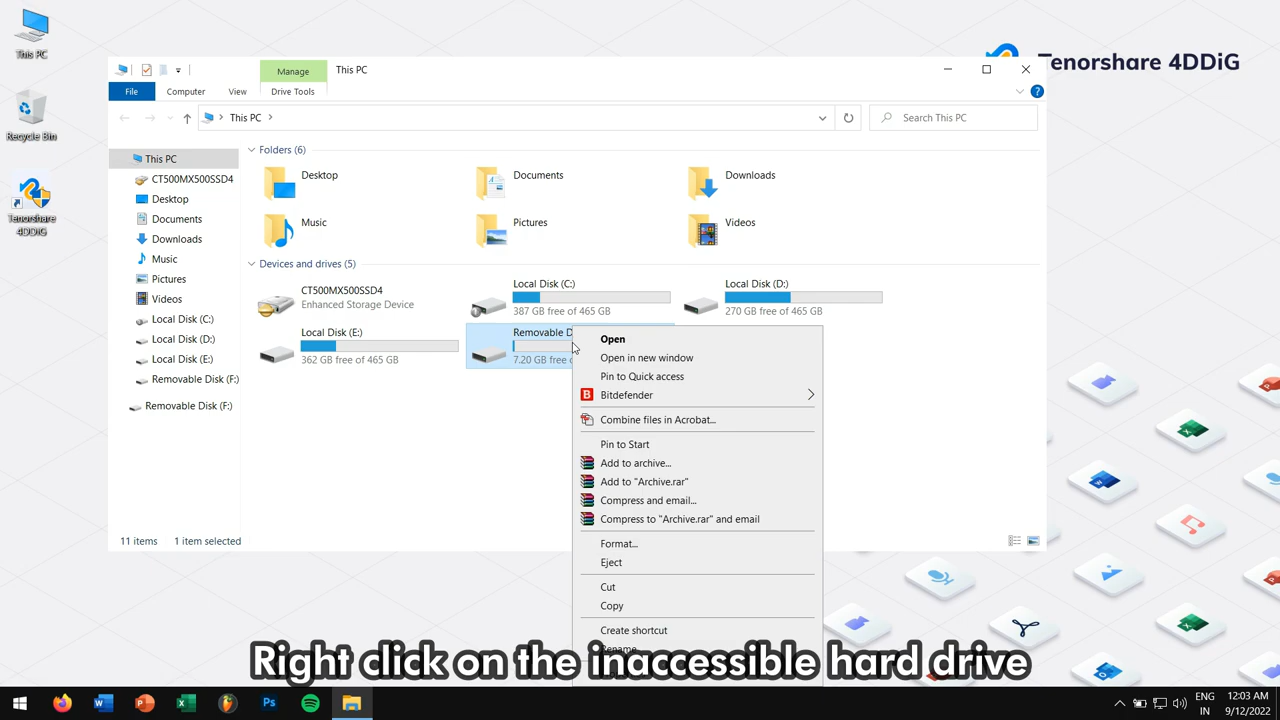 This PC
Recycle Bin
Tenorshare
4DDiG
Tenorshare 4DDiG
Manage
This PC
File
Computer
View
Drive Tools
This PC
Search This PC
This PC
CT500MX500SSD4
Desktop
Documents
Downloads
Music
Pictures
Videos
Local Disk (C:)
Local Disk (D:)
Local Disk (E:)
Removable Disk (F:)
Removable Disk (F:)
Folders (6)
Desktop
Documents
Downloads
Music
Pictures
Videos
Devices and drives (5)
CT500MX500SSD4
Enhanced Storage Device
Local Disk (C:)
387 GB free of 465 GB
Local Disk (D:)
270 GB free of 465 GB
Local Disk (E:)
362 GB free of 465 GB
Removable D
7.20 GB free o
Open
Open in new window
Pin to Quick access
B Bitdefender
Combine files in Acrobat...
Pin to Start
Add to archive...
Add to "Archive.rar"
Compress and email...
Compress to "Archive.rar" and email
Format...
Eject
Cut
Copy
Create shortcut
Rename
11 items
1 item selected
Right click on the inaccessible hard drive
ENG
IN
12:03 AM
9/12/2022